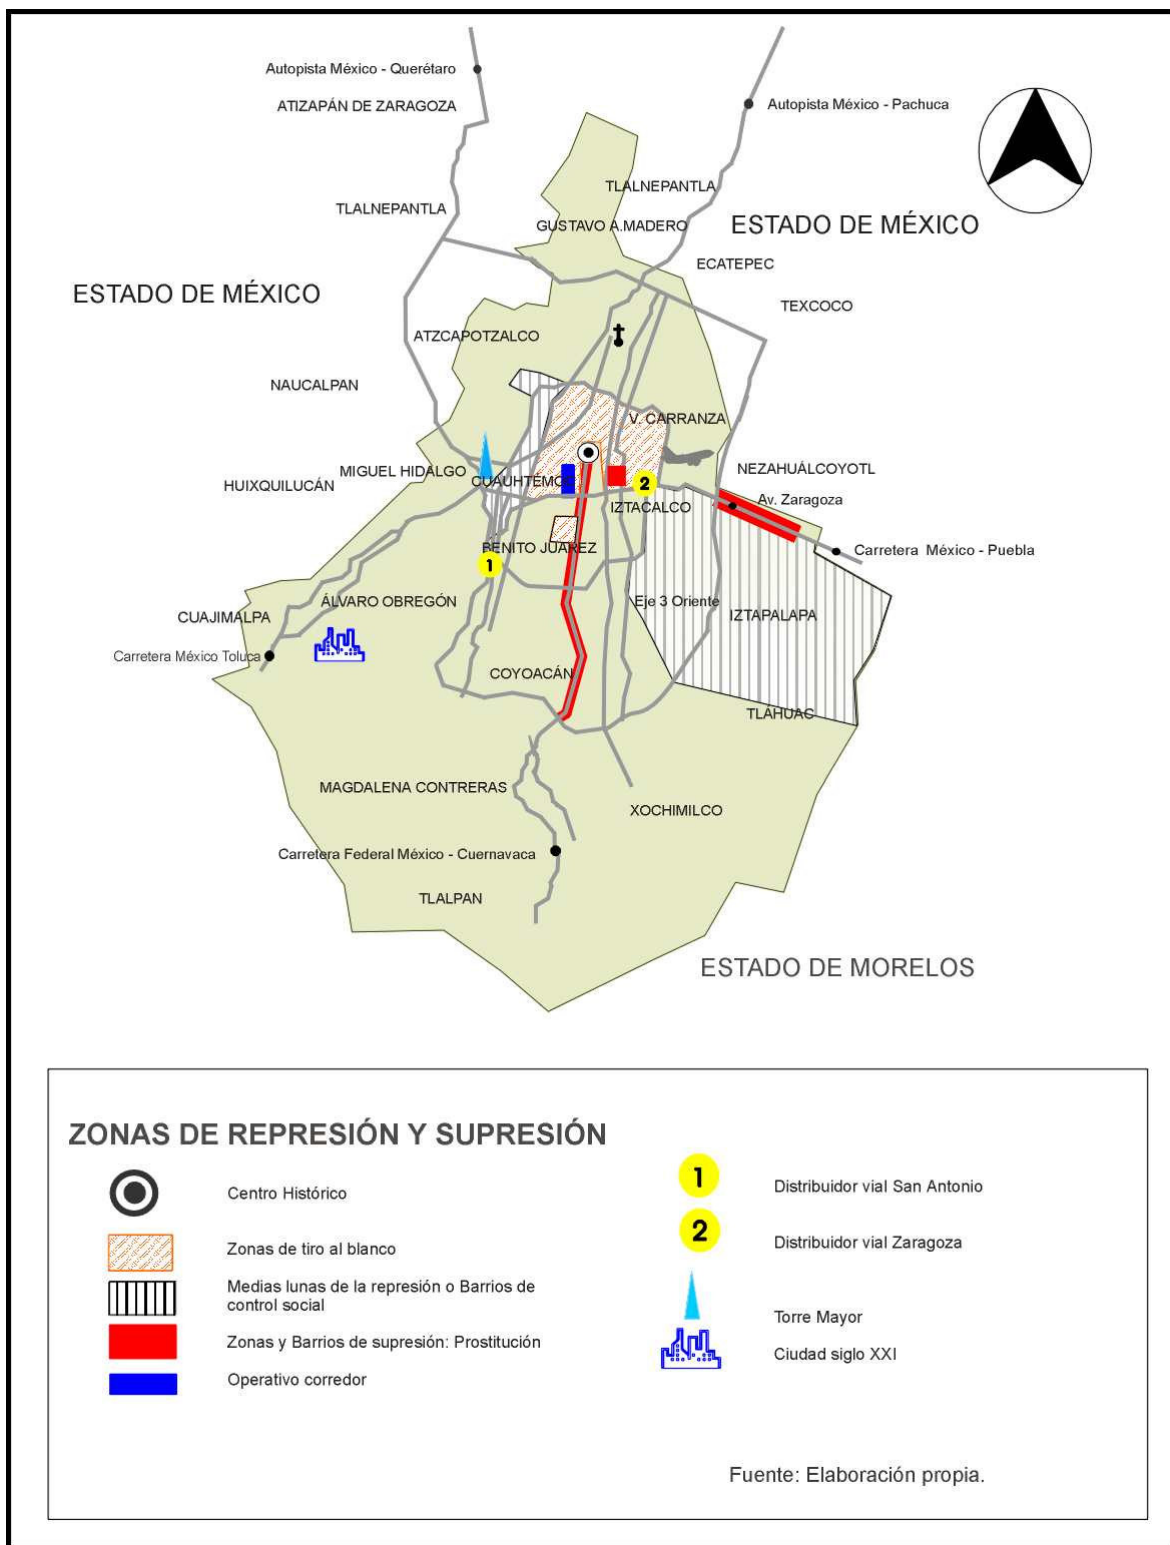 Autopista México - Querétaro
ATIZAPÁN DE ZARAGOZA
Autopista México - Pachuca
TLALNEPANTLA
TLALNEPANTLA
GUSTAVO A.MADERO
ESTADO DE MÉXICO
ECATEPEC
ESTADO DE MÉXICO
TEXCOCO
ATZCAPOTZALCO
NAUCALPAN
V. CARRANZA
MIGUEL HIDALGO
NEZAHUÁLCOYOTL
CUAUHTÉMOC
HUIXQUILUCÁN
2
Av. Zaragoza
IZTACALCO
BENITO JUÁREZ
Carretera México - Puebla
1
ÁLVARO OBREGÓN
Eje 3 Oriente
CUAJIMALPA
IZTAPALAPA
Carretera México Toluca
COYOACÁN
TLÁHUAC
MAGDALENA CONTRERAS
XOCHIMILCO
Carretera Federal México - Cuernavaca
TLALPAN
ESTADO DE MORELOS
ZONAS DE REPRESIÓN Y SUPRESIÓN
Centro Histórico
Zonas de tiro al blanco
Medias lunas de la represión o Barrios de
control social
Zonas y Barrios de supresión: Prostitución
Operativo corredor
1
Distribuidor vial San Antonio
2
Distribuidor vial Zaragoza
Torre Mayor
Ciudad siglo XXI
Fuente: Elaboración propia.